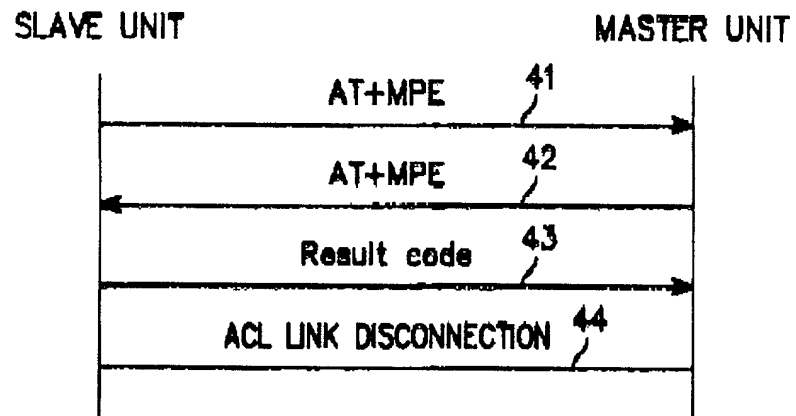 SLAVE UNIT
MASTER UNIT
AT+MPE
41
AT+MPE
42
Result code
43
ACL LINK DISCONNECTION
44